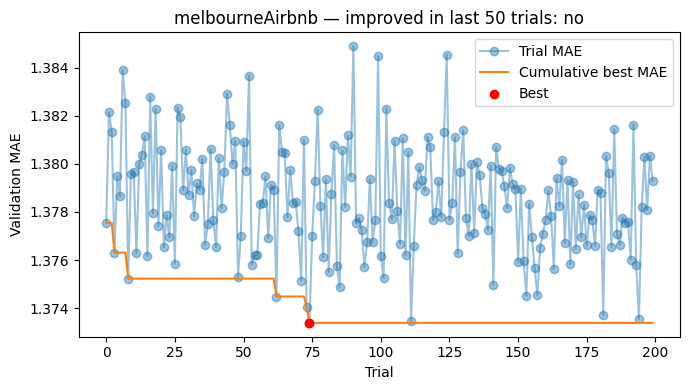 melbourneAirbnb — improved in last 50 trials: no
Trial MAE
Cumulative best MAE
Best
Validation MAE
1.384
1.382
1.380
1.378
1.376
1.374
0 25 50 75 100 125 150 175 200
Trial